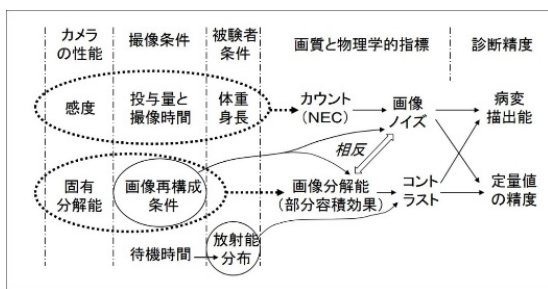 カメラ
の性能
撮像条件
被験者
条件
画質と物理学的指標
診断精度
感度
投与量と
撮像時間
体重
身長
カウント
(NEC)
画像
ノイズ
病変
描出能
相反
固有
分解能
画像再構成
条件
画像分解能
(部分容積効果)
コント
ラスト
定量値
の精度
待機時間
放射能
分布